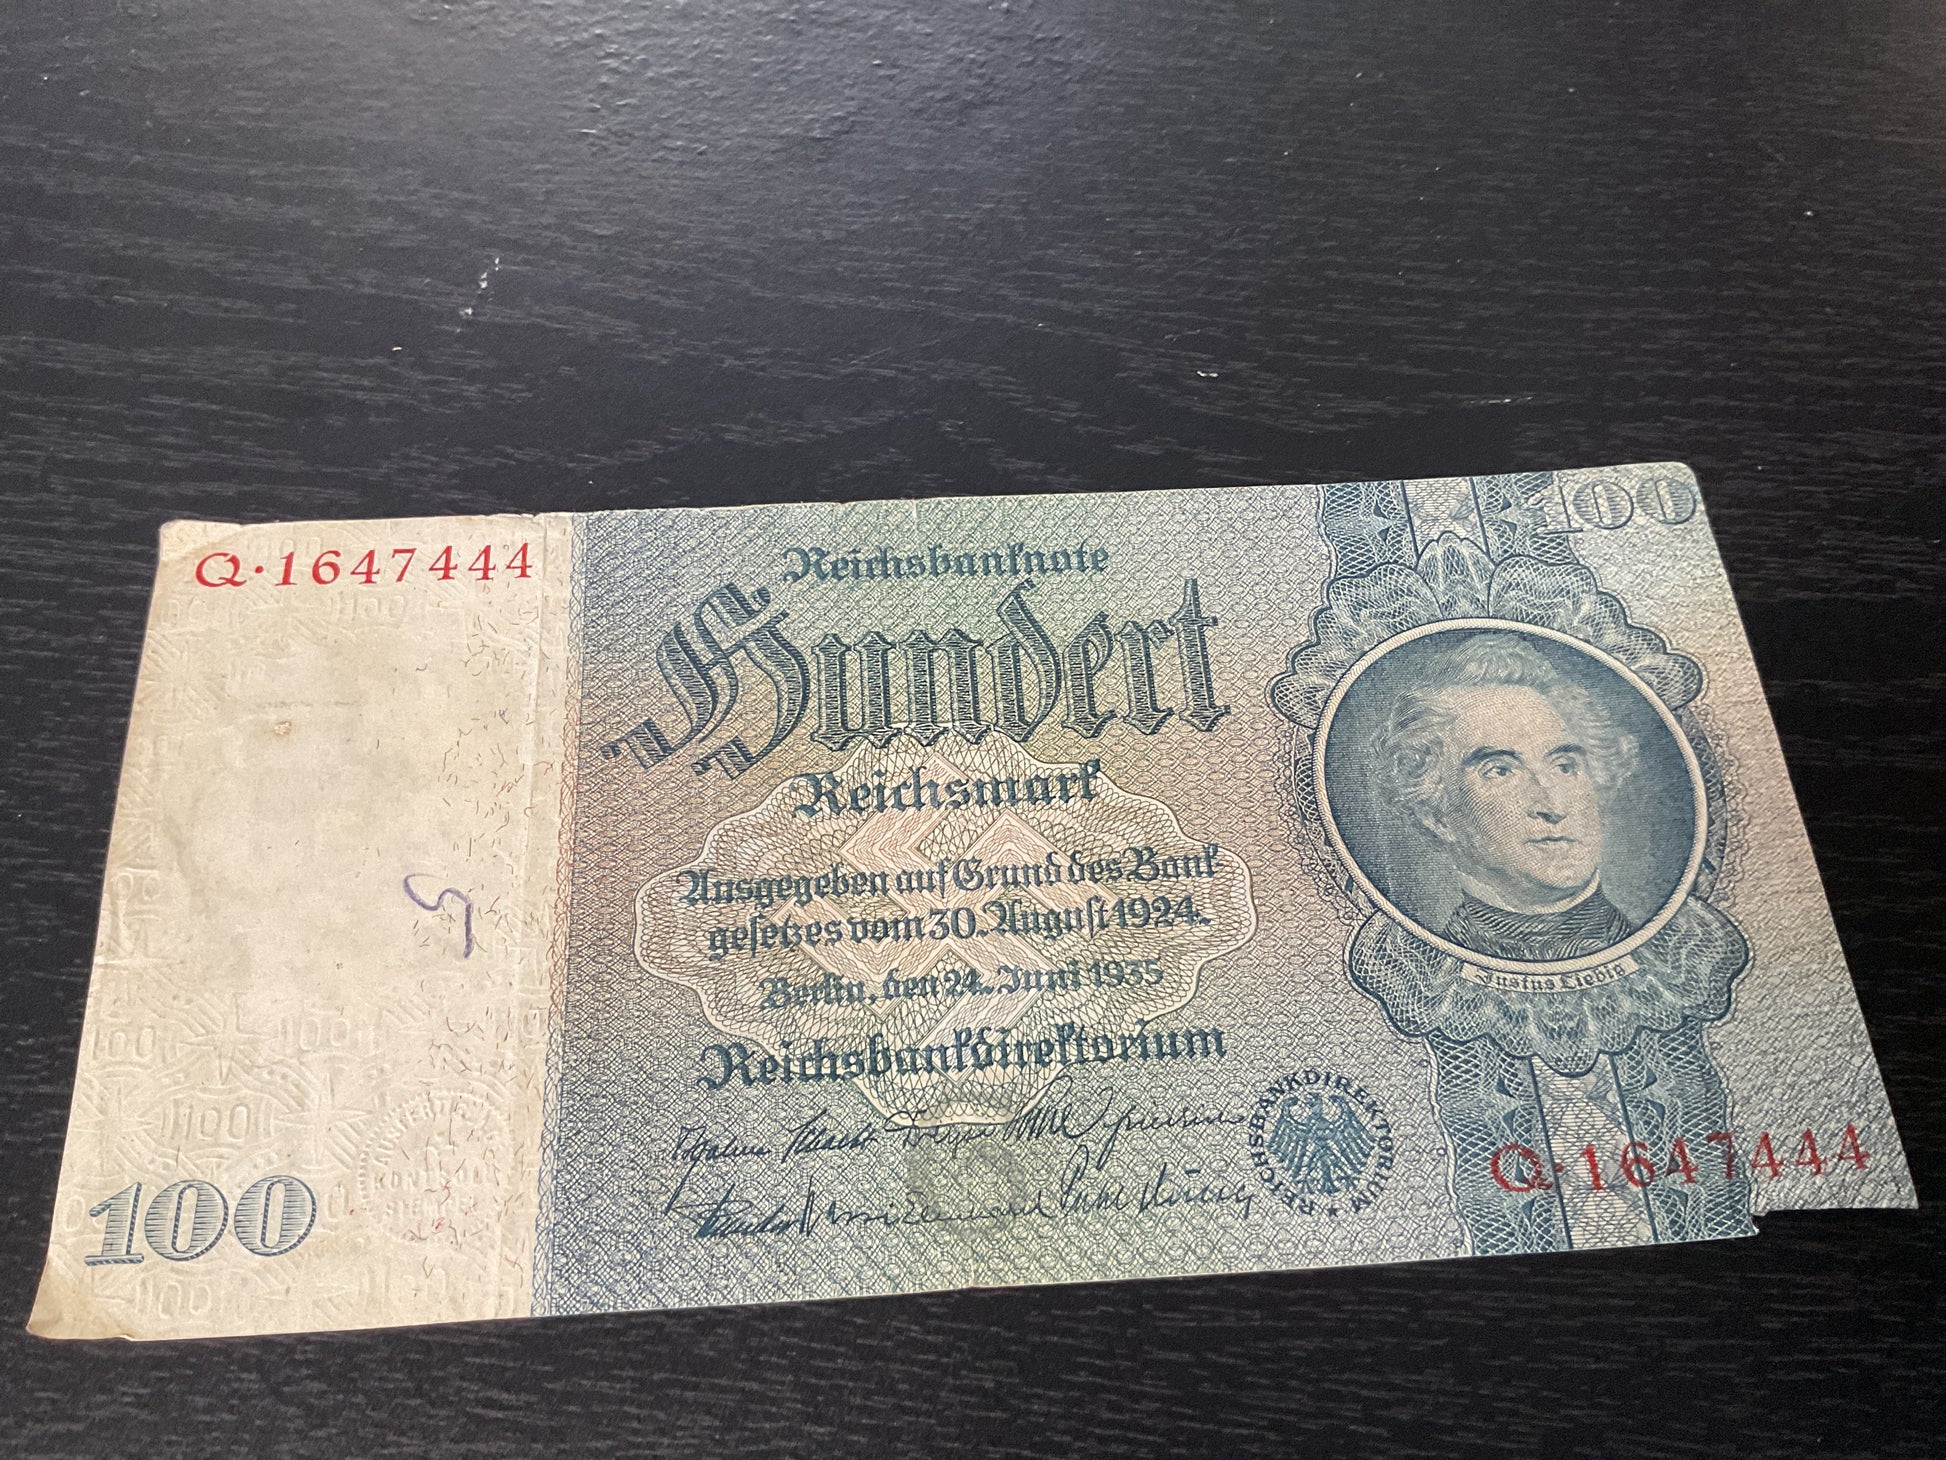 Q·1647444
100
Reichsbanknote
Hundert
Reichsmark
Ausgegeben auf Grund des Bank-
gesetzes vom 30. August 1924.
Berlin, den 24. Juni 1935
Reichsbankdirektorium
REICHSBANKDIREKTORIUM
Justus Liebig
Q·1647444
100